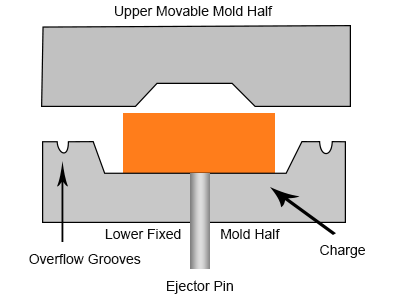 Upper Movable Mold Half
Lower Fixed Mold Half
Charge
Overflow Grooves
Ejector Pin